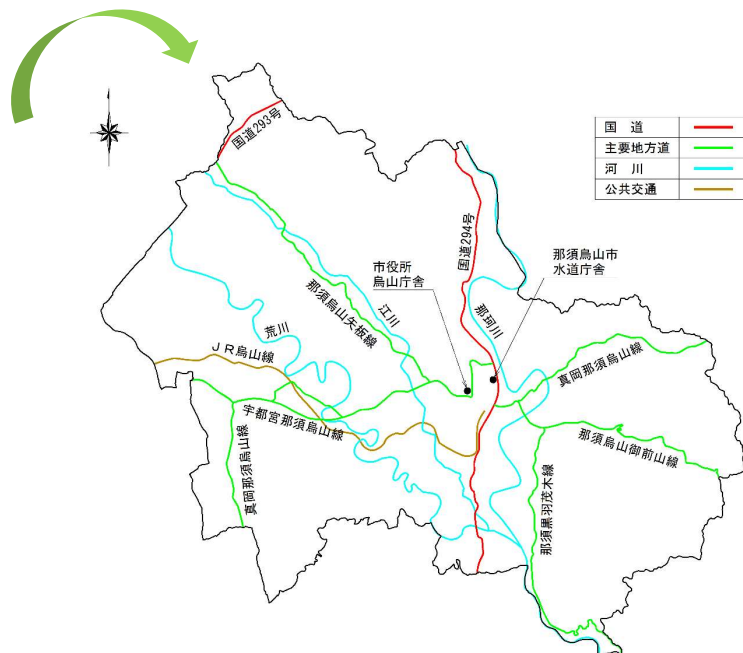 国道293号
国　道
主要地方道
河　川
公共交通
国道294号
那須烏山市
水道庁舎
市役所
烏山庁舎
那須烏山矢板線
江川
那珂川
荒川
ＪＲ烏山線
真岡那須烏山線
宇都宮那須烏山線
真岡那須烏山線
那須烏山御前山線
那須黒羽茂木線